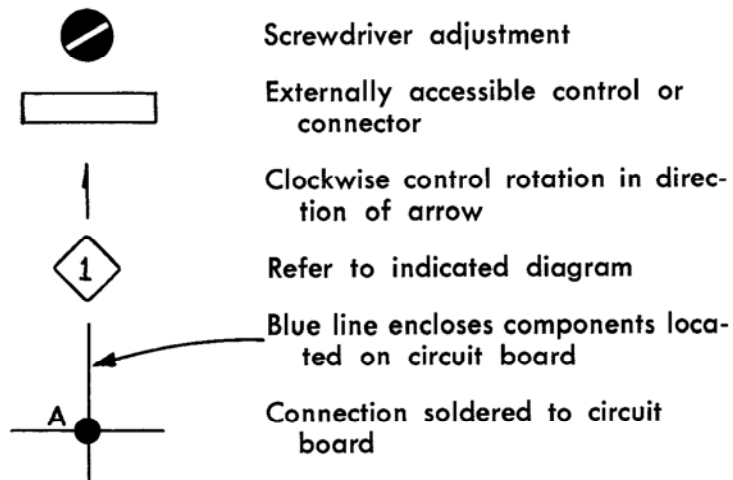 Screwdriver adjustment
Externally accessible control or
connector
Clockwise control rotation in direc-
tion of arrow
1
Refer to indicated diagram
Blue line encloses components loca-
ted on circuit board
A
Connection soldered to circuit
board